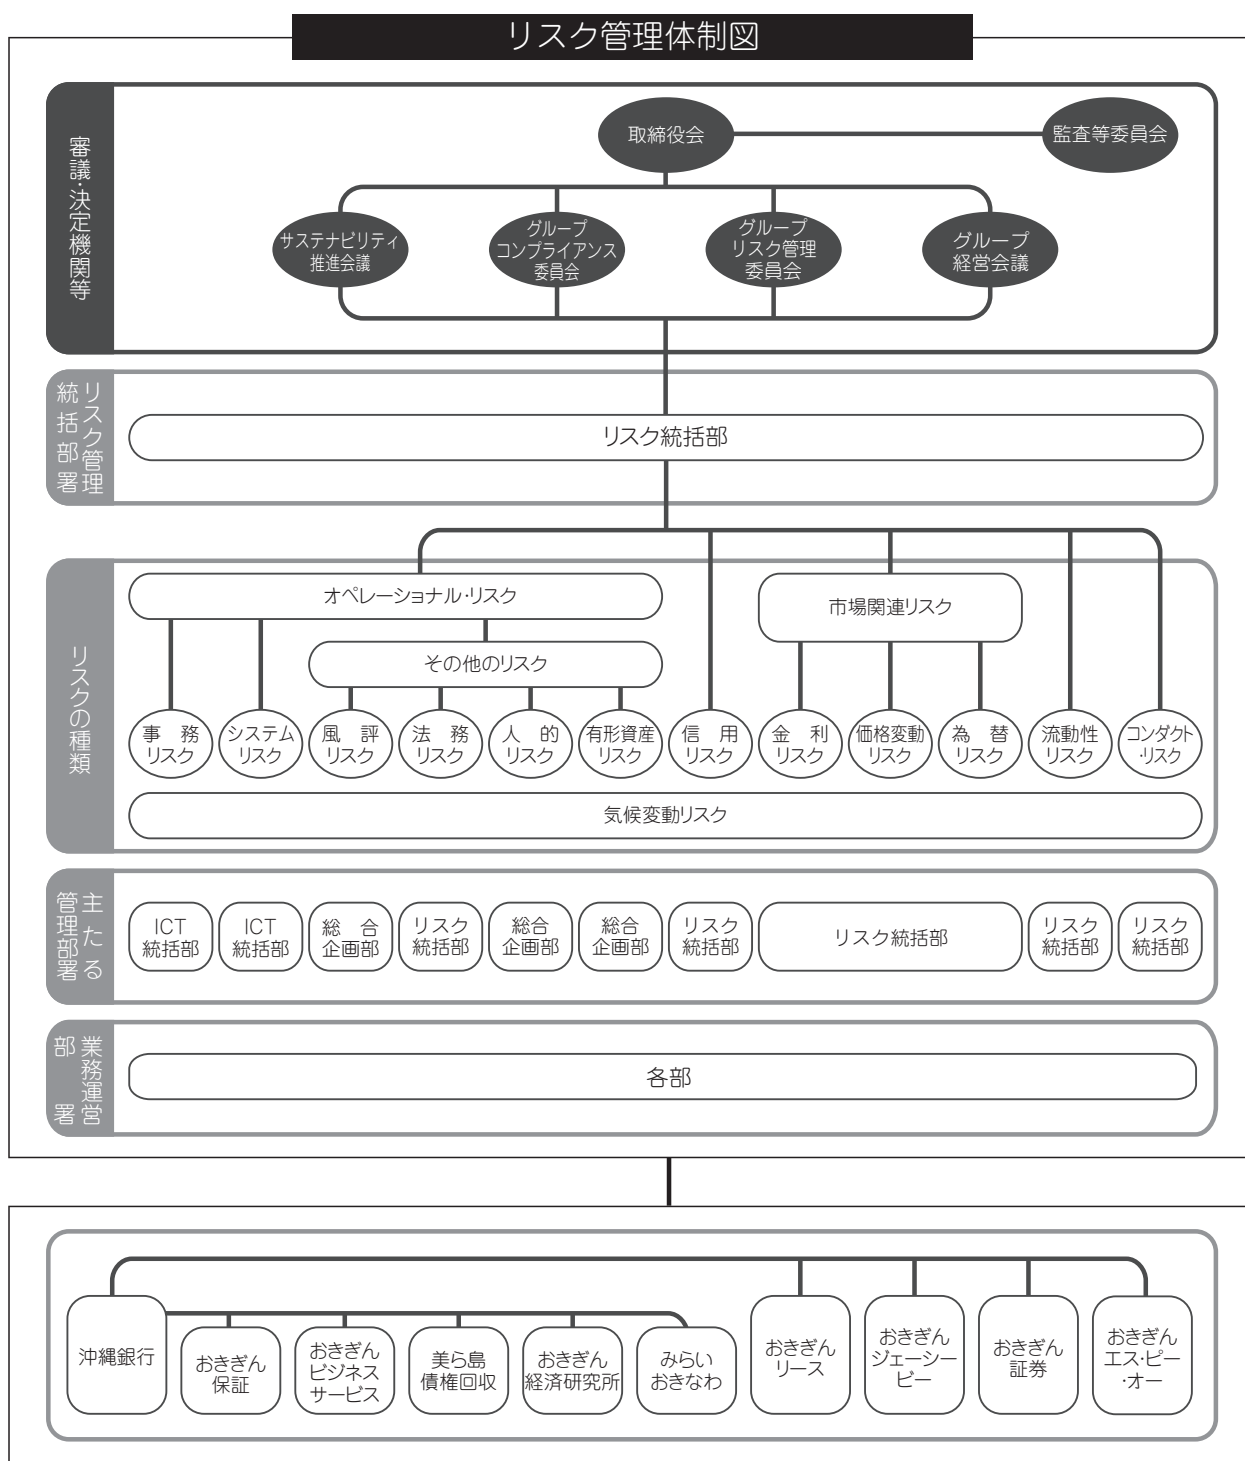 リスク管理体制図
審議・決定機関等
取締役会
監査等委員会
サステナビリティ
推進会議
グループ
コンプライアンス
委員会
グループ
リスク管理
委員会
グループ
経営会議
リスク管理
統括部署
リスク統括部
リスクの種類
オペレーショナル・リスク
市場関連リスク
その他のリスク
事務
リスク
システム
リスク
風評
リスク
法務
リスク
人的
リスク
有形資産
リスク
信用
リスク
金利
リスク
価格変動
リスク
為替
リスク
流動性
リスク
コンダクト
・リスク
気候変動リスク
主たる
管理部署
ICT
統括部
ICT
統括部
総合
企画部
リスク
統括部
総合
企画部
総合
企画部
リスク
統括部
リスク統括部
リスク
統括部
リスク
統括部
業務運営
部署
各部
沖縄銀行
おきぎん
保証
おきぎん
ビジネス
サービス
美ら島
債権回収
おきぎん
経済研究所
みらい
おきなわ
おきぎん
リース
おきぎん
ジェーシー
ビー
おきぎん
証券
おきぎん
エス・ピー
・オー